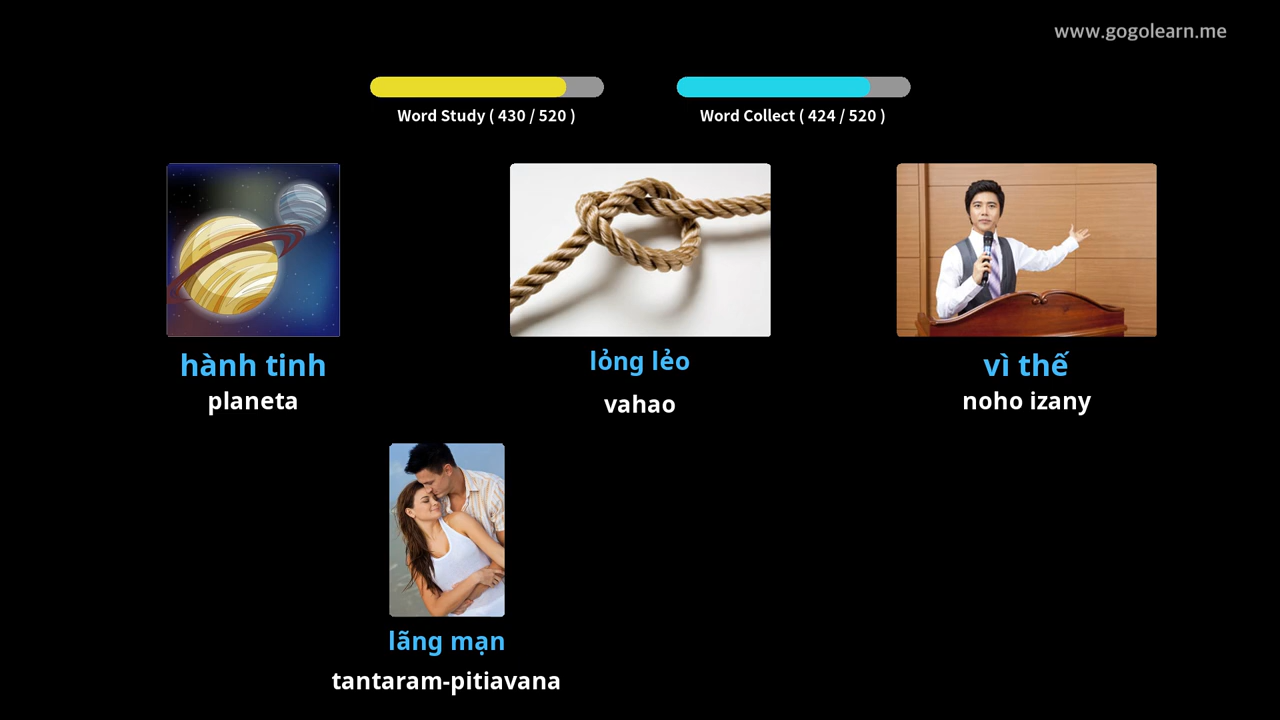 www.gogolearn.me
Word Study ( 430 / 520 )
Word Collect ( 424 / 520 )
hành tinh
planeta
lỏng lẻo
vahao
vì thế
noho izany
lãng mạn
tantaram-pitiavana